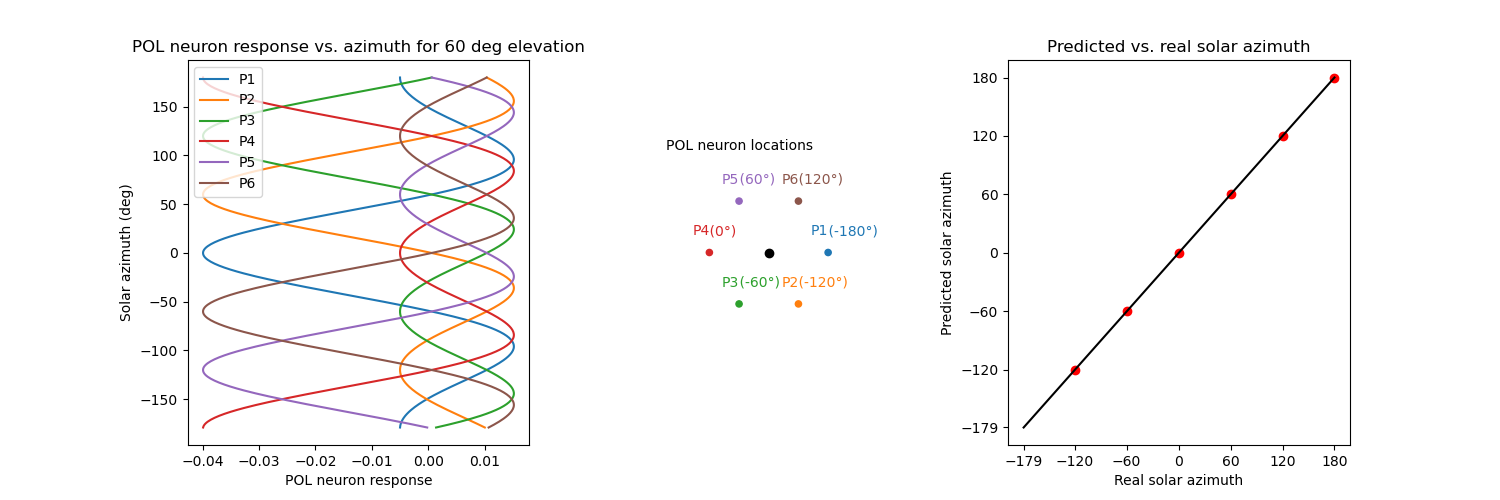 POL neuron response vs. azimuth for 60 deg elevation
P1
P2
P3
P4
P5
P6
150
100
50
0
−50
−100
−150
Solar azimuth (deg)
−0.04 −0.03 −0.02 −0.01 0.00 0.01
POL neuron response
POL neuron locations
P5(60°) P6(120°)
P4(0°) P1(-180°)
P3(-60°) P2(-120°)
Predicted vs. real solar azimuth
180
120
60
0
−60
−120
−179
Predicted solar azimuth
−179 −120 −60 0 60 120 180
Real solar azimuth